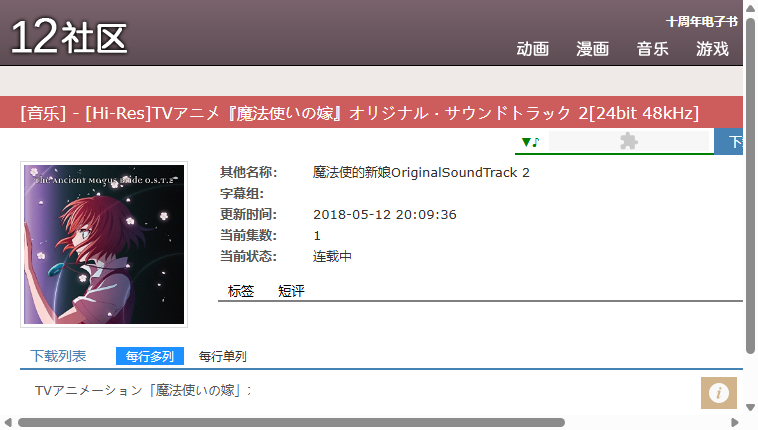 12社区
十周年电子书
动画 漫画 音乐 游戏
[音乐] - [Hi-Res]TVアニメ『魔法使いの嫁』オリジナル・サウンドトラック 2[24bit 48kHz]
▼♪
The Ancient Magus Bride O.S.T.2
其他名称: 魔法使的新娘OriginalSoundTrack 2
字幕组:
更新时间: 2018-05-12 20:09:36
当前集数: 1
当前状态: 连载中
标签 短评
下载列表 每行多列 每行单列
TVアニメーション「魔法使いの嫁」